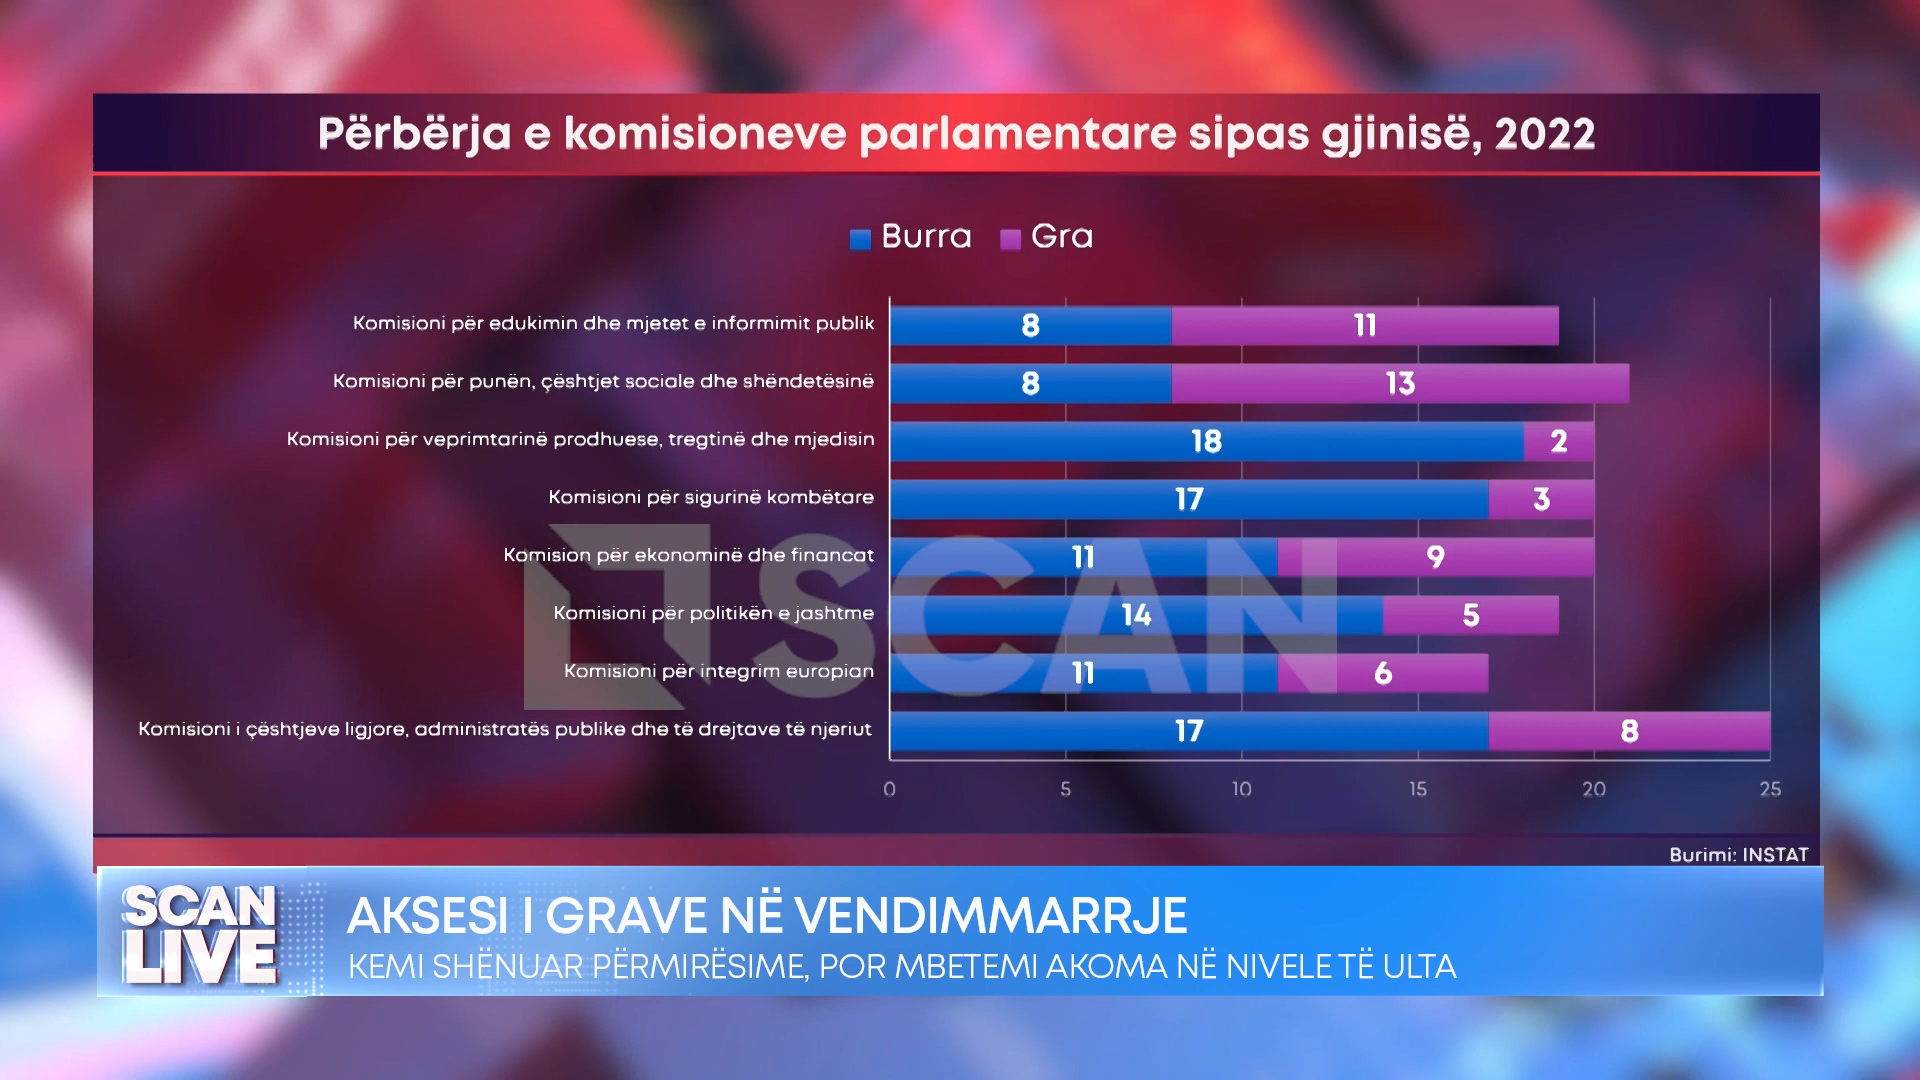 Përbërja e komisioneve parlamentare sipas gjinisë, 2022
Burra Gra
Komisioni për edukimin dhe mjetet e informimit publik 8 11
Komisioni për punën, çështjet sociale dhe shëndetësinë 8 13
Komisioni për veprimtarinë prodhuese, tregtinë dhe mjedisin 18 2
Komisioni për sigurinë kombëtare 17 3
Komision për ekonominë dhe financat 11 9
Komisioni për politikën e jashtme 14 5
Komisioni për integrim europian 11 6
Komisioni i çështjeve ligjore, administratës publike dhe të drejtave të njeriut 17 8
0 5 10 15 20 25
SCAN
Burimi: INSTAT
SCAN
LIVE
AKSESI I GRAVE NË VENDIMMARRJE
KEMI SHËNUAR PËRMIRËSIME, POR MBETEMI AKOMA NË NIVELE TË ULTA